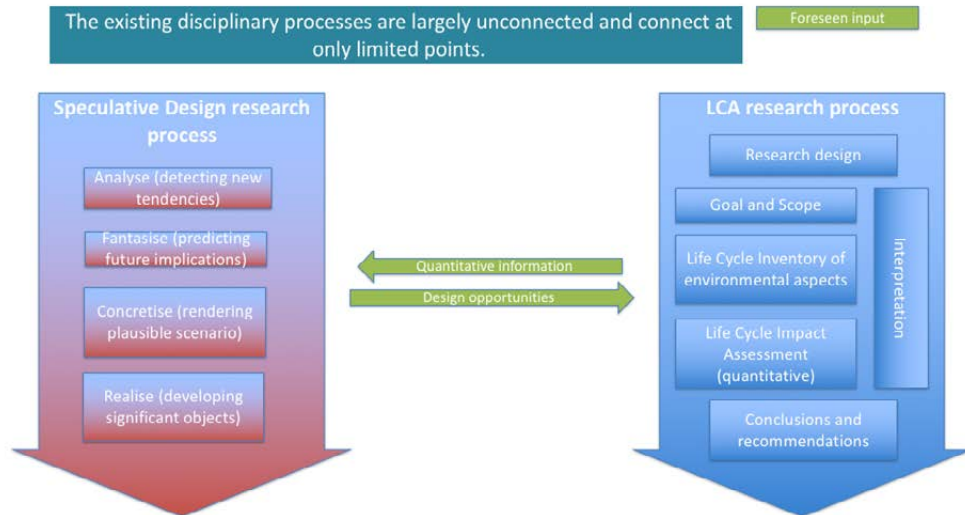 The existing disciplinary processes are largely unconnected and connect at
only limited points.
Foreseen input
Speculative Design research
process
Analyse (detecting new
tendencies)
Fantasise (predicting
future implications)
Concretise (rendering
plausible scenario)
Realise (developing
significant objects)
Quantitative information
Design opportunities
LCA research process
Research design
Goal and Scope
Life Cycle Inventory of
environmental aspects
Life Cycle Impact
Assessment
(quantitative)
Interpretation
Conclusions and
recommendations